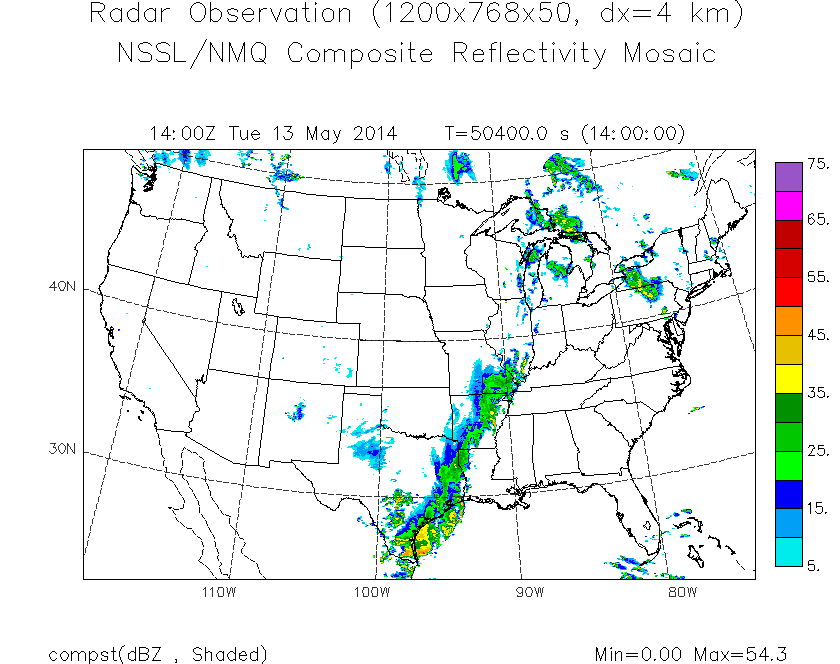 Radar Observation (1200x768x50, dx=4 km)
NSSL/NMQ Composite Reflectivity Mosaic
14:00Z Tue 13 May 2014 T=50400.0 s (14:00:00)
75.
65.
55.
45.
35.
25.
15.
5.
40N
30N
110W
100W
90W
80W
compst(dBZ , Shaded)
Min=0.00 Max=54.3